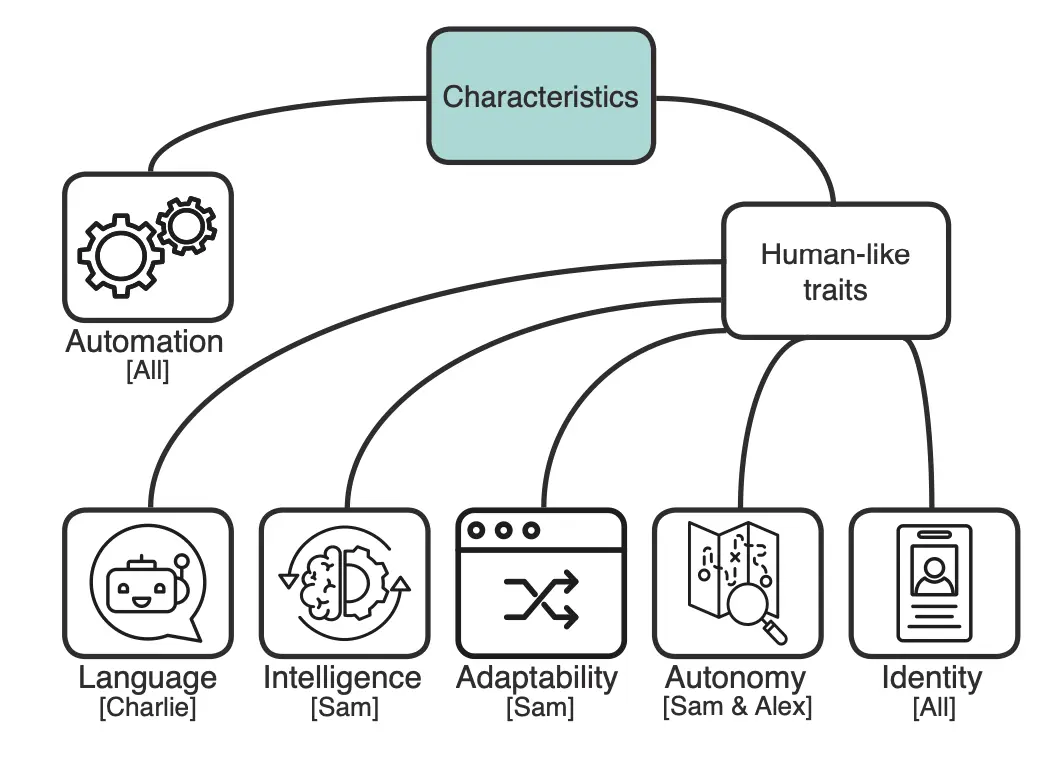 Characteristics
Human-like
traits
Automation
[All]
Language
[Charlie]
Intelligence
[Sam]
Adaptability
[Sam]
Autonomy
[Sam & Alex]
Identity
[All]